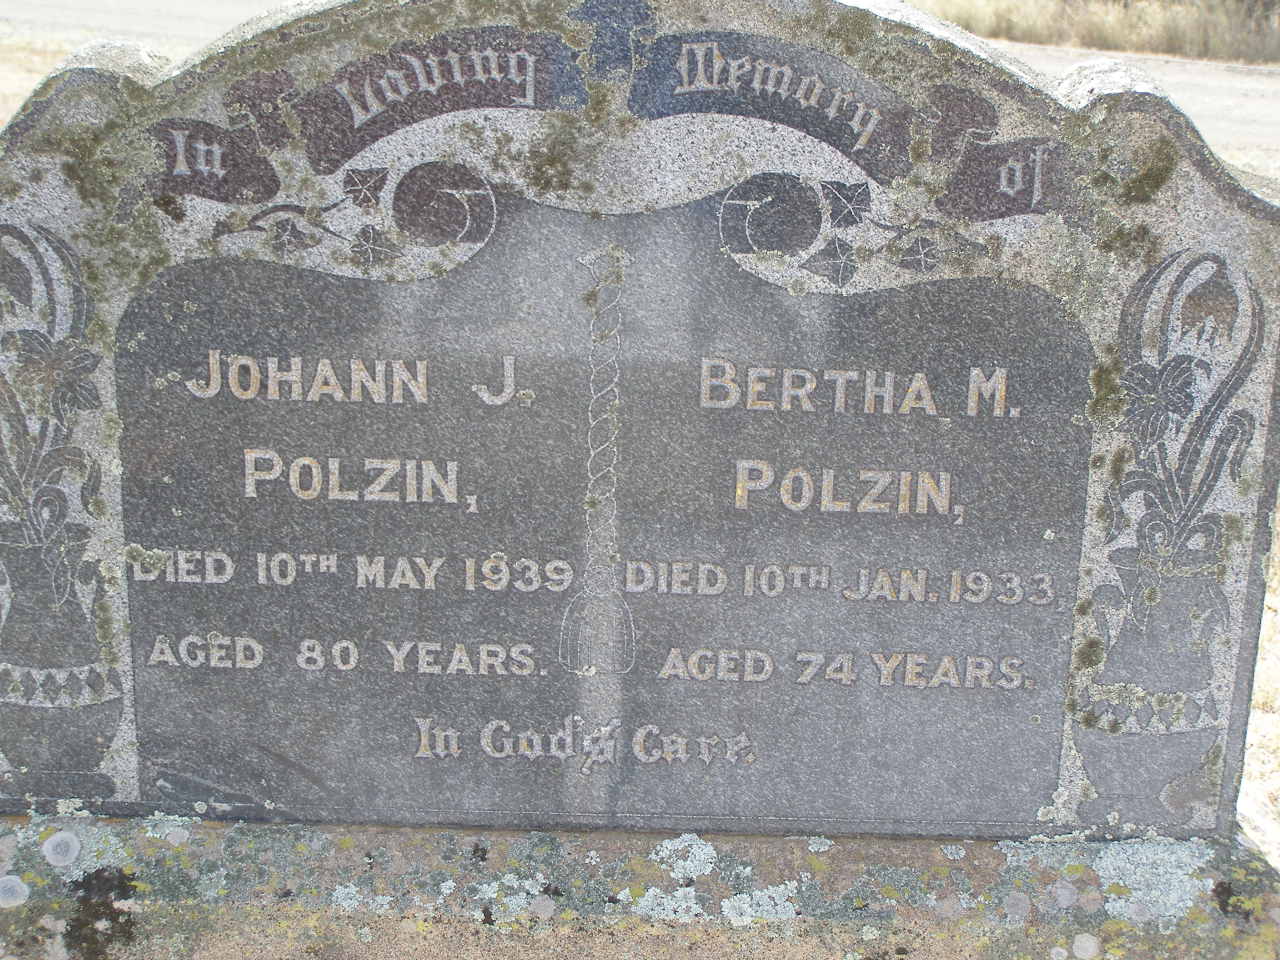 In Loving Memory of
JOHANN J.
POLZIN,
DIED 10TH MAY 1939
AGED 80 YEARS.
BERTHA M.
POLZIN,
DIED 10TH JAN. 1933,
AGED 74 YEARS.
In God's Care.